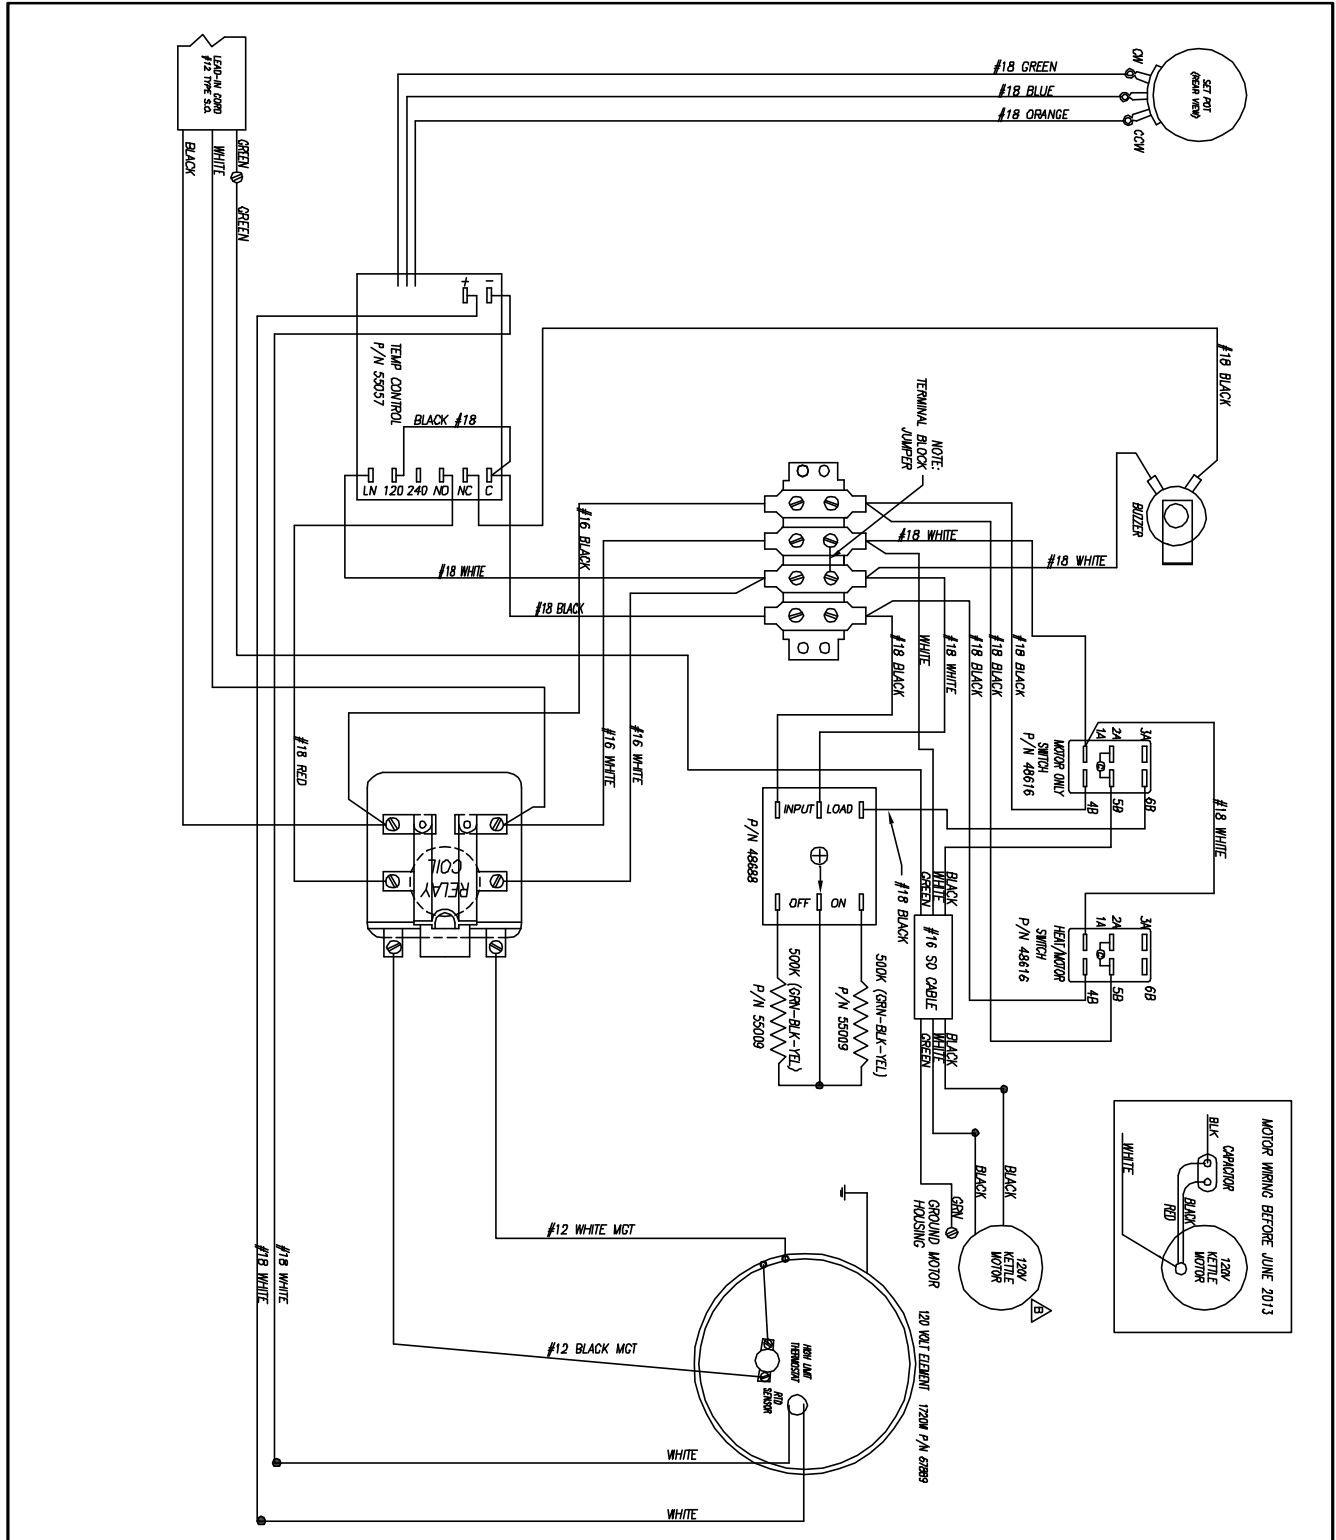 SET POT
(REAR VIEW)
CW
CCW
#18 GREEN
#18 BLUE
#18 ORANGE
LEAD-IN CORD
#12 TYPE S.O.
BLACK
WHITE
GREEN
GREEN
+
-
TEMP CONTROL
P/N 55057
BLACK #18
LN 120 240 NO NC C
#18 BLACK
BUZZER
NOTE:
TERMINAL BLOCK
JUMPER
#16 BLACK
#18 WHITE
#18 BLACK
#18 WHITE
#18 WHITE
#18 BLACK
WHITE
#18 WHITE
#18 BLACK
#18 BLACK
#18 BLACK
#18 RED
#16 WHITE
#16 WHITE
COIL
RELAY
INPUT
LOAD
OFF
ON
P/N 48688
#18 BLACK
3A
2A
1A
6B
5B
4B
MOTOR ONLY
SWITCH
P/N 48616
#18 WHITE
3A
2A
1A
6B
5B
4B
HEAT/MOTOR
SWITCH
P/N 48616
BLACK
WHITE
GREEN
#16 SO CABLE
BLACK
WHITE
GREEN
500K (GRN-BLK-YEL)
P/N 55009
500K (GRN-BLK-YEL)
P/N 55009
BLACK
BLACK
GRN
GROUND MOTOR
HOUSING
120V
KETTLE
MOTOR
B
MOTOR WIRING BEFORE JUNE 2013
CAPACITOR
BLK
WHITE
BLACK
RED
120V
KETTLE
MOTOR
#12 WHITE MGT
#12 BLACK MGT
HIGH LIMIT
THERMOSTAT
RTD
SENSOR
120 VOLT ELEMENT 1720W P/N 67889
#18 WHITE
#18 WHITE
WHITE
WHITE